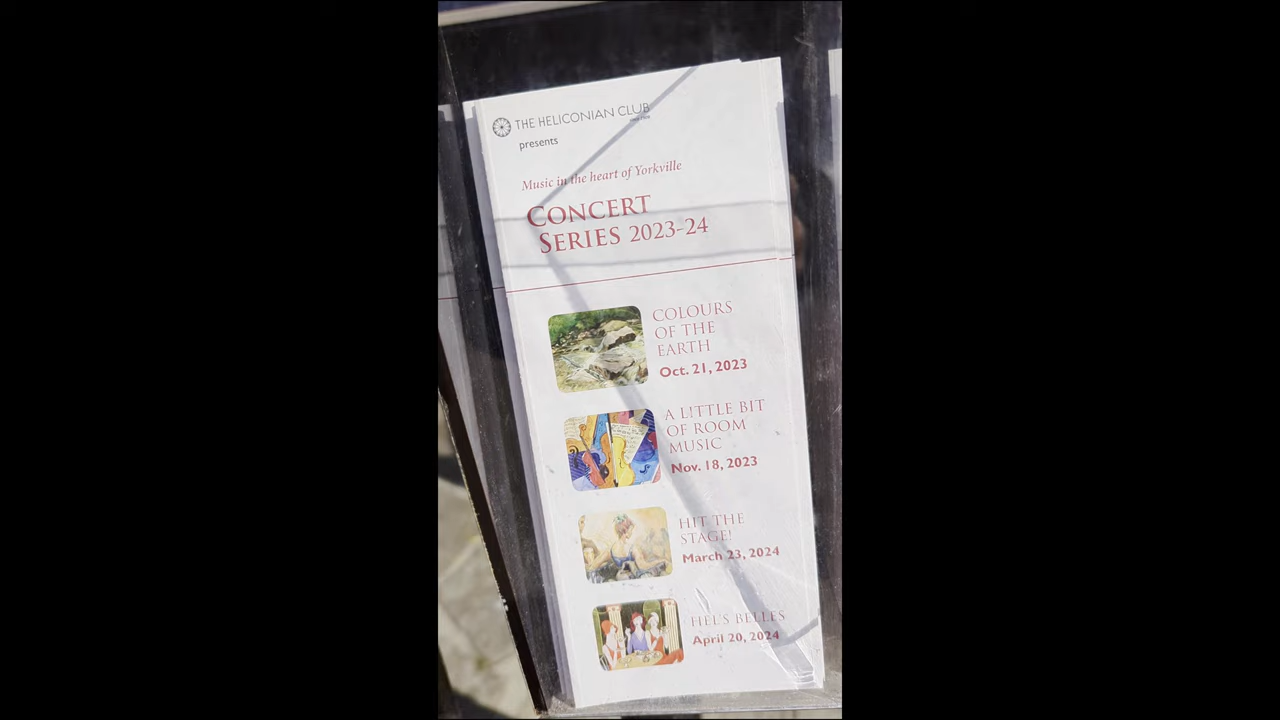 THE HELICONIAN CLUB
presents
Music in the heart of Yorkville
CONCERT
SERIES 2023-24
COLOURS
OF THE
EARTH
Oct. 21, 2023
A LITTLE BIT
OF ROOM
MUSIC
Nov. 18, 2023
HIT THE
STAGE!
March 23, 2024
HEL'S BELLES
April 20, 2024